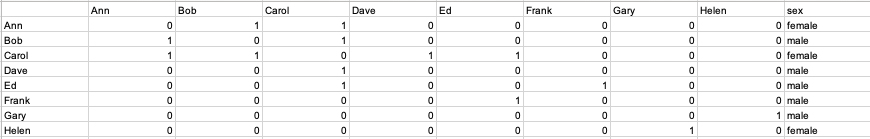 Ann Bob Carol Dave Ed Frank Gary Helen sex
Ann 0 1 1 0 0 0 0 0 female
Bob 1 0 1 0 0 0 0 0 male
Carol 1 1 0 1 1 0 0 0 female
Dave 0 0 1 0 0 0 0 0 male
Ed 0 0 1 0 0 1 0 0 male
Frank 0 0 0 0 1 0 0 0 male
Gary 0 0 0 0 0 0 0 1 male
Helen 0 0 0 0 0 0 1 0 female